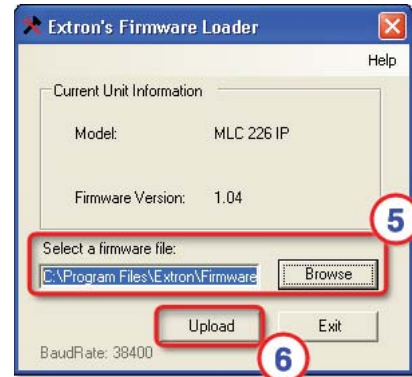 Extron's Firmware Loader
Help
Current Unit Information
Model: MLC 226 IP
Firmware Version: 1.04
5
Select a firmware file:
C:\Program Files\Extron\Firmware Browse
Upload Exit
BaudRate: 38400
6